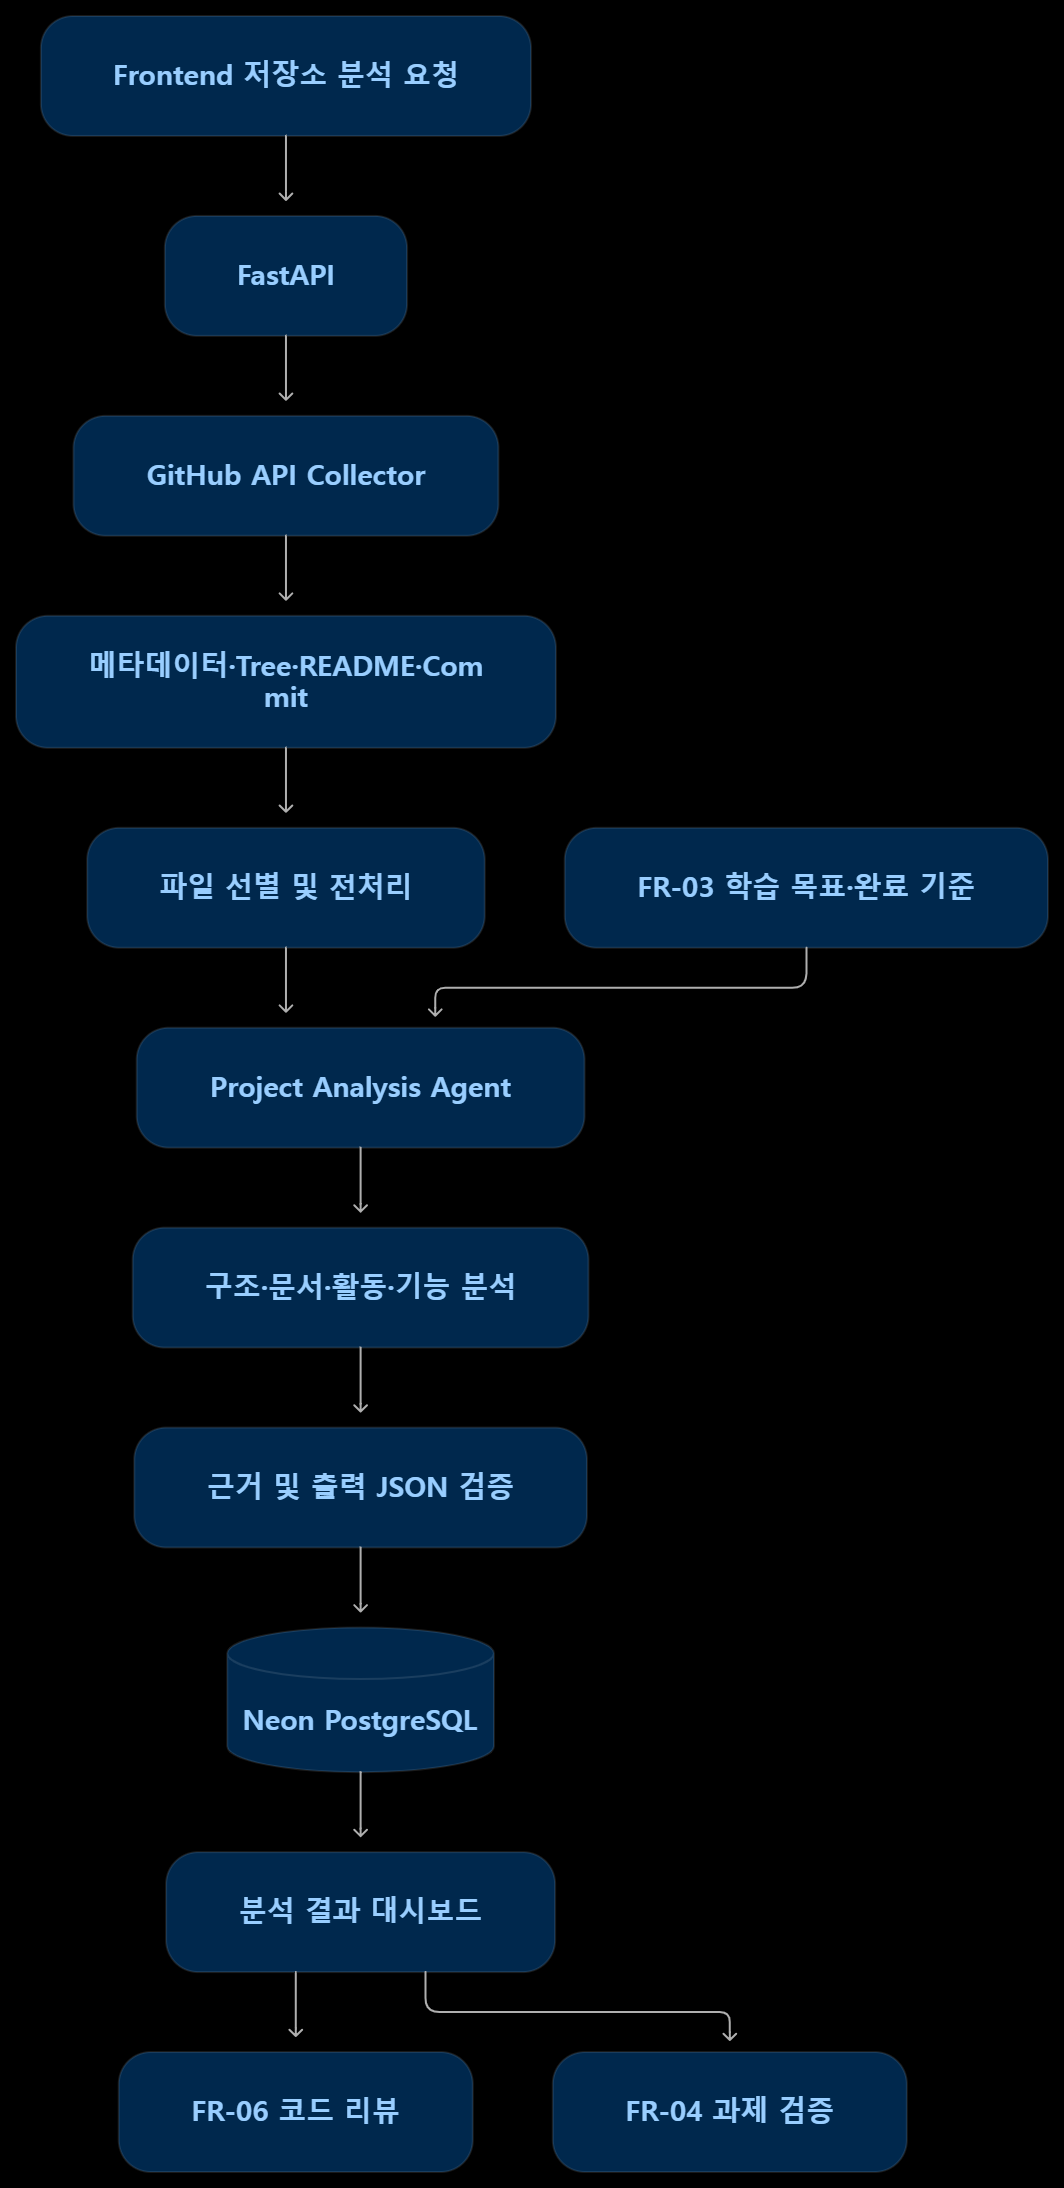 Frontend 저장소 분석 요청
FastAPI
GitHub API Collector
메타데이터·Tree·README·Com
mit
파일 선별 및 전처리
FR-03 학습 목표·완료 기준
Project Analysis Agent
구조·문서·활동·기능 분석
근거 및 출력 JSON 검증
Neon PostgreSQL
분석 결과 대시보드
FR-06 코드 리뷰
FR-04 과제 검증